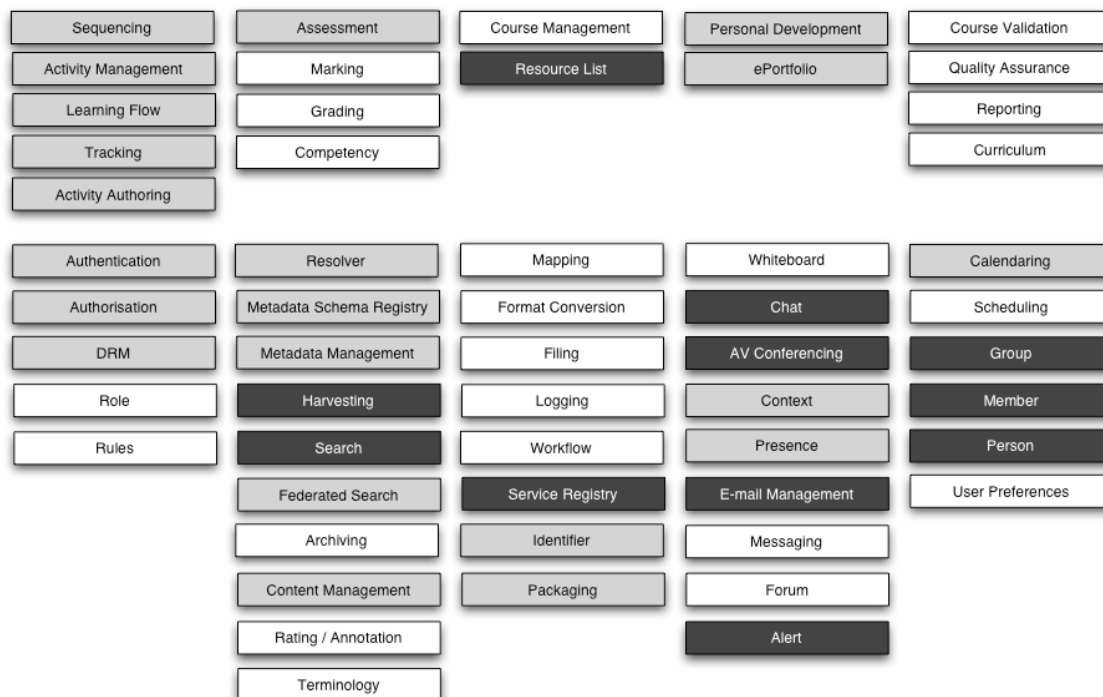 Sequencing
Activity Management
Learning Flow
Tracking
Activity Authoring
Assessment
Marking
Grading
Competency
Course Management
Resource List
Personal Development
ePortfolio
Course Validation
Quality Assurance
Reporting
Curriculum
Authentication
Authorisation
DRM
Role
Rules
Resolver
Metadata Schema Registry
Metadata Management
Harvesting
Search
Federated Search
Archiving
Content Management
Rating / Annotation
Terminology
Mapping
Format Conversion
Filing
Logging
Workflow
Service Registry
Identifier
Packaging
Whiteboard
Chat
AV Conferencing
Context
Presence
E-mail Management
Messaging
Forum
Alert
Calendaring
Scheduling
Group
Member
Person
User Preferences